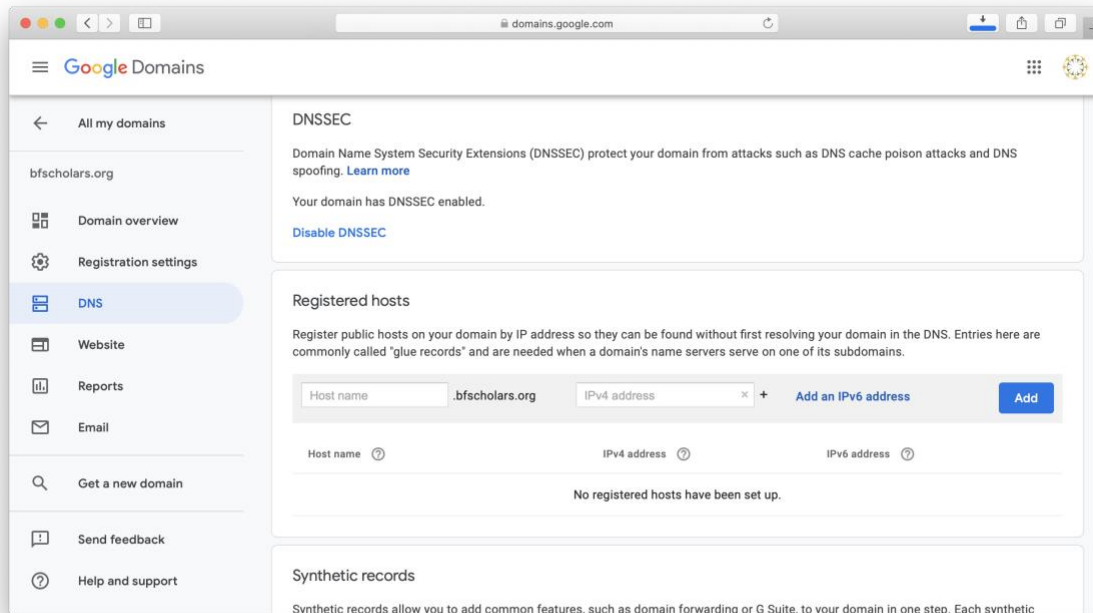 domains.google.com
Google Domains
All my domains
bfscholars.org
Domain overview
Registration settings
DNS
Website
Reports
Email
Get a new domain
Send feedback
Help and support
DNSSEC
Domain Name System Security Extensions (DNSSEC) protect your domain from attacks such as DNS cache poison attacks and DNS
spoofing. Learn more
Your domain has DNSSEC enabled.
Disable DNSSEC
Registered hosts
Register public hosts on your domain by IP address so they can be found without first resolving your domain in the DNS. Entries here are
commonly called "glue records" and are needed when a domain's name servers serve on one of its subdomains.
Host name .bfscholars.org IPv4 address × + Add an IPv6 address Add
Host name ? IPv4 address ? IPv6 address ?
No registered hosts have been set up.
Synthetic records
Synthetic records allow you to add common features, such as domain forwarding or G Suite, to your domain in one step. Each synthetic